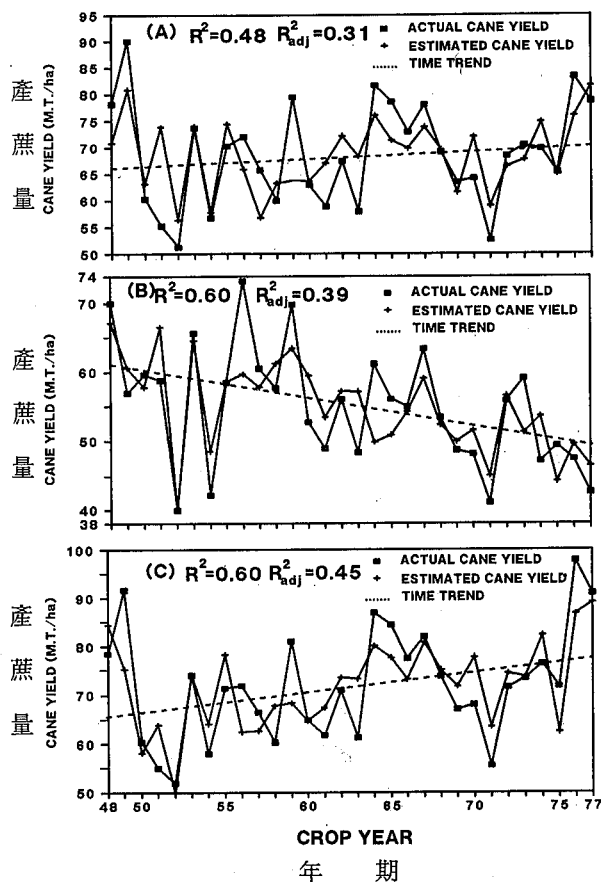 (A) R²=0.48 R²adj=0.31
ACTUAL CANE YIELD
ESTIMATED CANE YIELD
TIME TREND
產蔗量
CANE YIELD (M.T./ha)
95
90
85
80
75
70
65
60
55
50
(B) R²=0.60 R²adj=0.39
ACTUAL CANE YIELD
ESTIMATED CANE YIELD
TIME TREND
產蔗量
CANE YIELD (M.T./ha)
74
70
60
50
40
38
(C) R²=0.60 R²adj=0.45
ACTUAL CANE YIELD
ESTIMATED CANE YIELD
TIME TREND
產蔗量
CANE YIELD (M.T./ha)
100
90
80
70
60
50
48 50 55 60 65 70 75 77
CROP YEAR
年 期